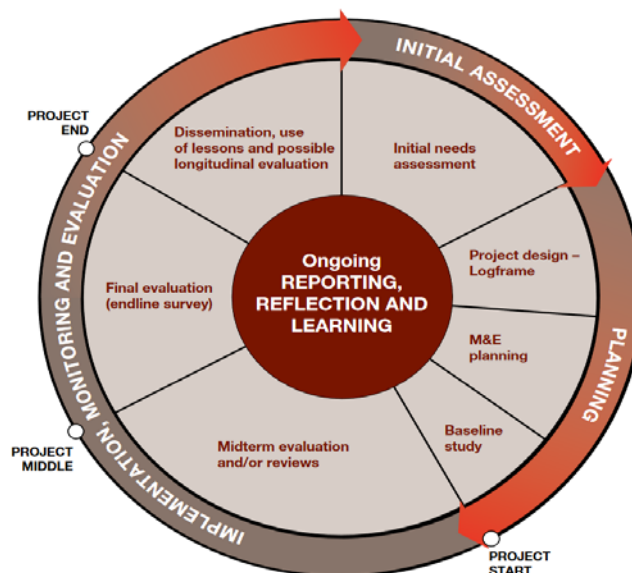 INITIAL ASSESSMENT
PROJECT
END
Dissemination, use
of lessons and possible
longitudinal evaluation
Initial needs
assessment
Ongoing
REPORTING,
REFLECTION AND
LEARNING
Project design –
Logframe
Final evaluation
(endline survey)
M&E
planning
PLANNING
Baseline
study
Midterm evaluation
and/or reviews
PROJECT
MIDDLE
IMPLEMENTATION, MONITORING AND EVALUATION
PROJECT
START